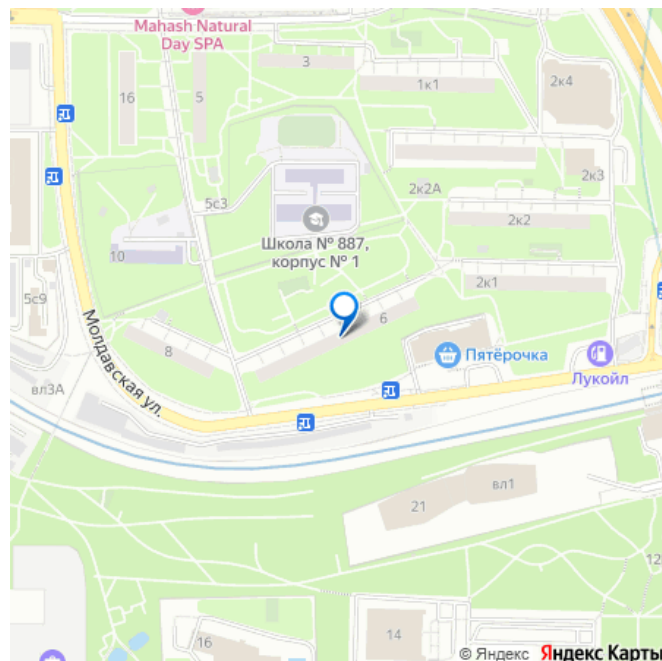 Mahash Natural
Day SPA
3
16
5
1к1
2к4
5с3
2к3
2к2А
2к2
Школа № 887,
корпус № 1
10
2к1
5с9
6
8
Пятёрочка
Лукойл
Молдавская ул.
вл3А
вл1
21
12
16
14
© Яндекс Яндекс Карты